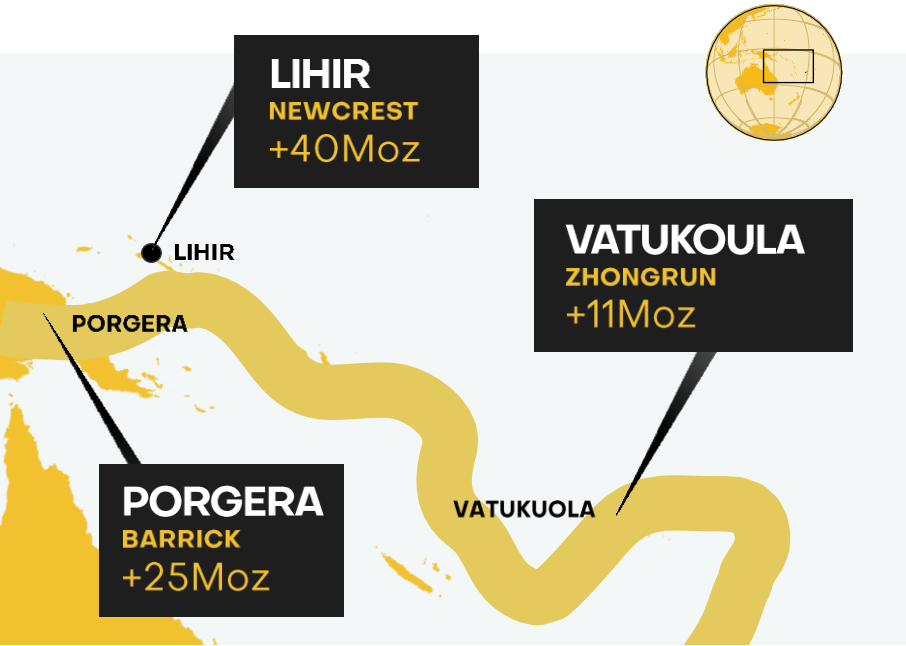 LIHIR
NEWCREST
+40Moz
LIHIR
VATUKOULA
ZHONGRUN
+11Moz
PORGERA
PORGERA
BARRICK
+25Moz
VATUKUOLA